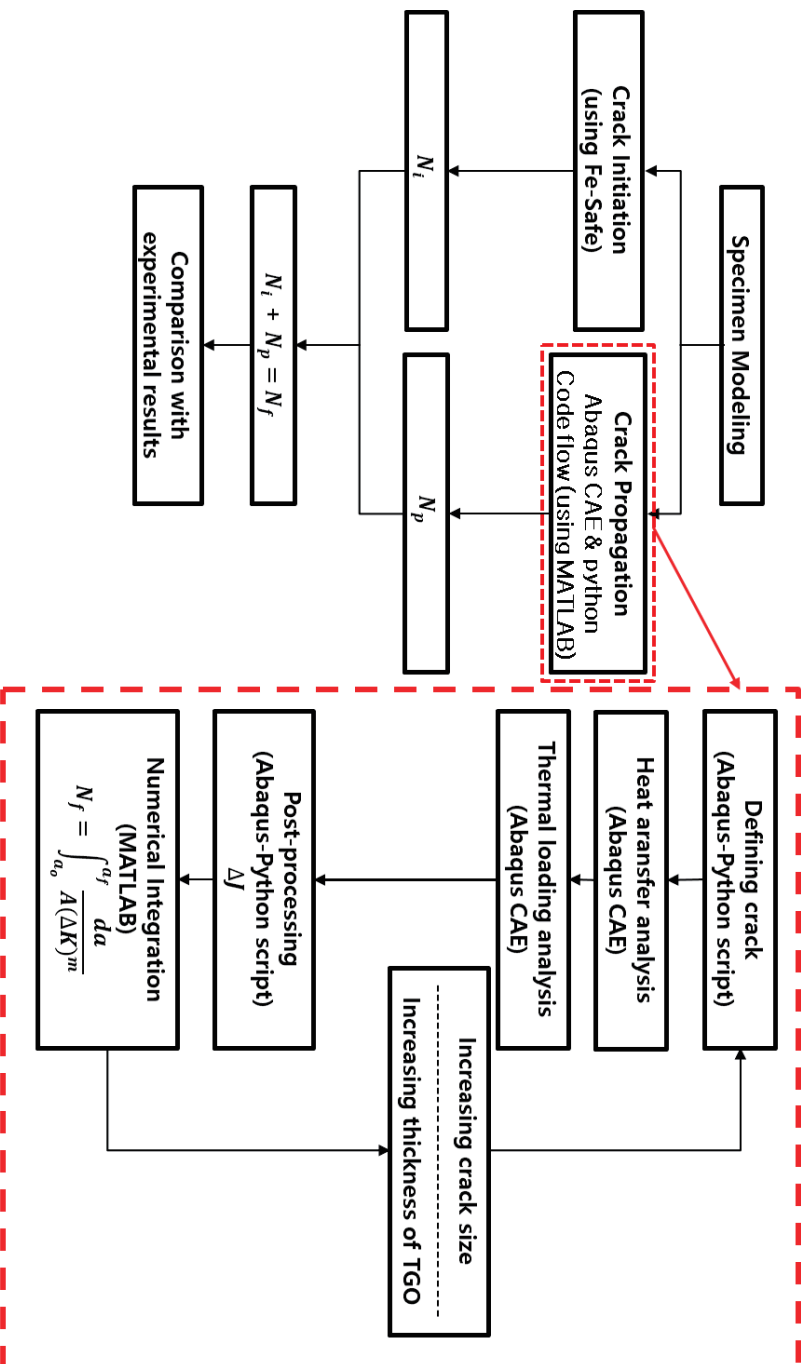 Specimen Modeling
Crack Initiation
(using Fe-Safe)
Crack Propagation
Abaqus CAE & python
Code flow (using MATLAB)
N_i
N_p
N_i + N_p = N_f
Comparison with
experimental results
Defining crack
(Abaqus-Python script)
Heat aransfer analysis
(Abaqus CAE)
Thermal loading analysis
(Abaqus CAE)
Increasing crack size
Increasing thickness of TGO
Post-processing
(Abaqus-Python script)
ΔJ
Numerical Integration
(MATLAB)
N_f = ∫_{a_o}^{a_f} da / A(ΔK)^m